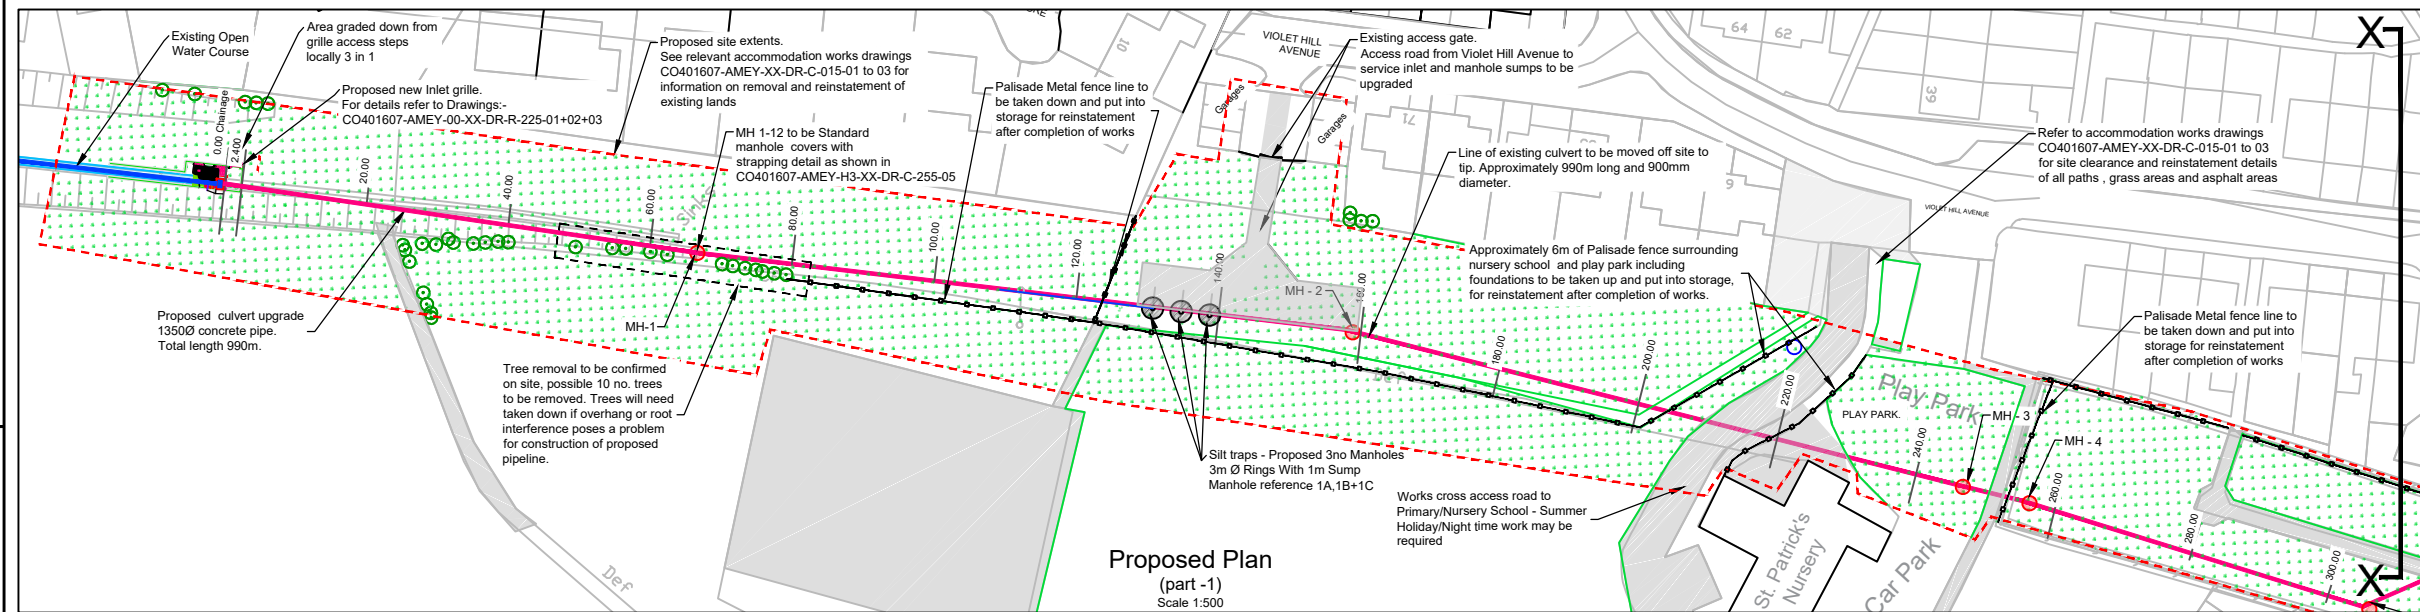 Existing Open
Water Course
Area graded down from
grille access steps
locally 3 in 1
Proposed new Inlet grille.
For details refer to Drawings:-
CO401607-AMEY-00-XX-DR-R-225-01+02+03
Proposed site extents.
See relevant accommodation works drawings
CO401607-AMEY-XX-DR-C-015-01 to 03 for
information on removal and reinstatement of
existing lands
MH 1-12 to be Standard
manhole covers with
strapping detail as shown in
CO401607-AMEY-H3-XX-DR-C-255-05
Palisade Metal fence line to
be taken down and put into
storage for reinstatement
after completion of works
10
VIOLET HILL
AVENUE
Garages
Garages
Existing access gate.
Access road from Violet Hill Avenue to
service inlet and manhole sumps to be
upgraded
71
Line of existing culvert to be moved off site to
tip. Approximately 990m long and 900mm
diameter.
64
62
39
9
X
Refer to accommodation works drawings
CO401607-AMEY-XX-DR-C-015-01 to 03
for site clearance and reinstatement details
of all paths , grass areas and asphalt areas
VIOLET HILL AVENUE
0.00 Chainage
2.400
20.00
40.00
60.00
80.00
100.00
120.00
140.00
160.00
180.00
200.00
220.00
240.00
260.00
280.00
300.00
Approximately 6m of Palisade fence surrounding
nursery school and play park including
foundations to be taken up and put into storage,
for reinstatement after completion of works.
Palisade Metal fence line to
be taken down and put into
storage for reinstatement
after completion of works
Proposed culvert upgrade
1350Ø concrete pipe.
Total length 990m.
MH-1
MH - 2
MH - 3
MH - 4
Play Park
PLAY PARK.
Tree removal to be confirmed
on site, possible 10 no. trees
to be removed. Trees will need
taken down if overhang or root
interference poses a problem
for construction of proposed
pipeline.
Silt traps - Proposed 3no Manholes
3m Ø Rings With 1m Sump
Manhole reference 1A,1B+1C
Works cross access road to
Primary/Nursery School - Summer
Holiday/Night time work may be
required
St. Patrick's
Nursery
Car Park
Def
Proposed Plan
(part -1)
Scale 1:500
X